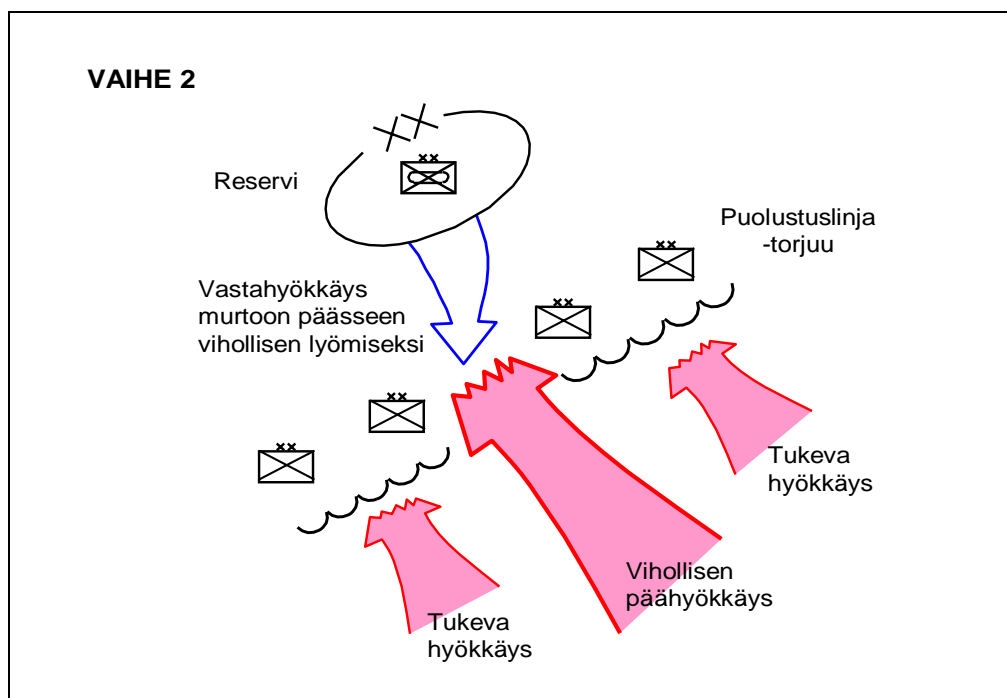 VAIHE 2
Reservi
Puolustuslinja
-torjuu
Vastahyökkäys
murtoon päässeen
vihollisen lyömiseksi
Tukeva
hyökkäys
Vihollisen
päähyökkäys
Tukeva
hyökkäys